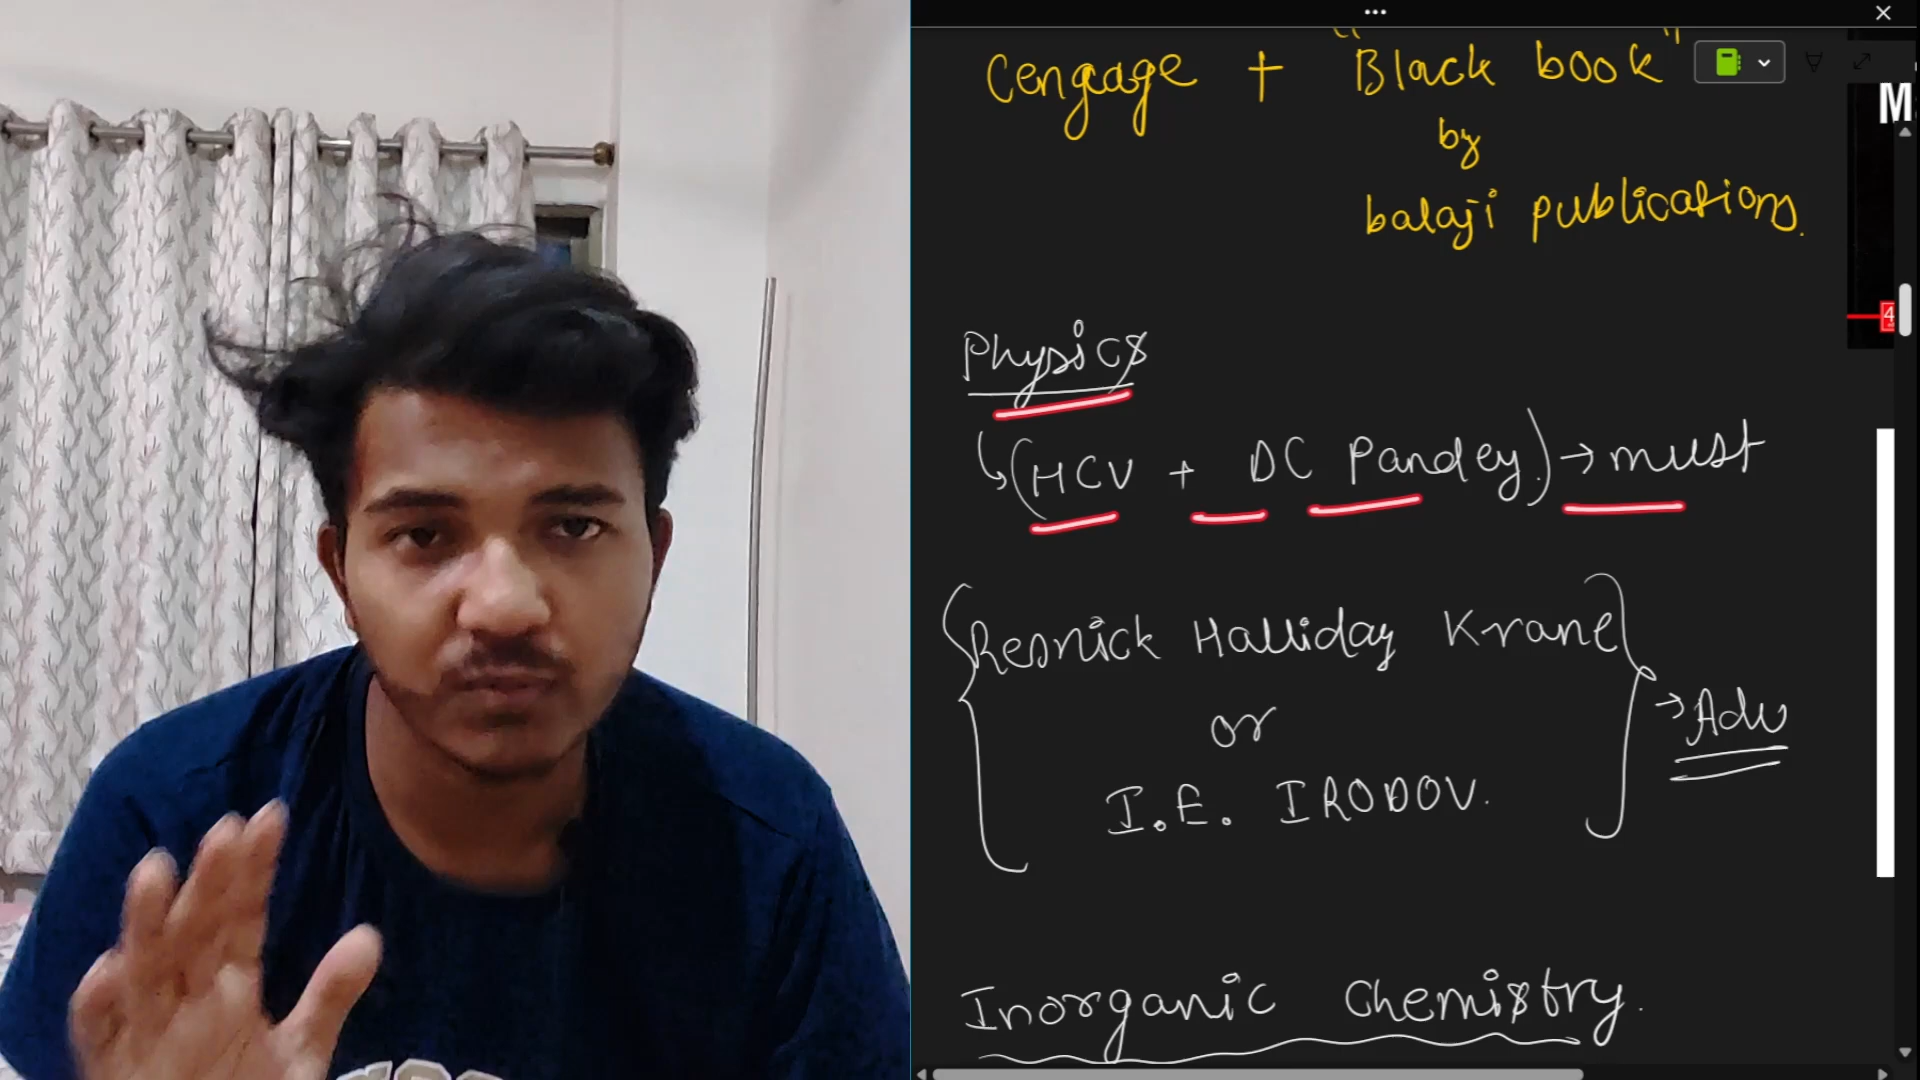 Cengage + "Black book"
by
balaji publications.
M
4
Physics
↳ (HCV + DC Pandey.) → must
{Resnick Halliday Krane
or
I.E. IRODOV.} → Adv
Inorganic Chemistry.